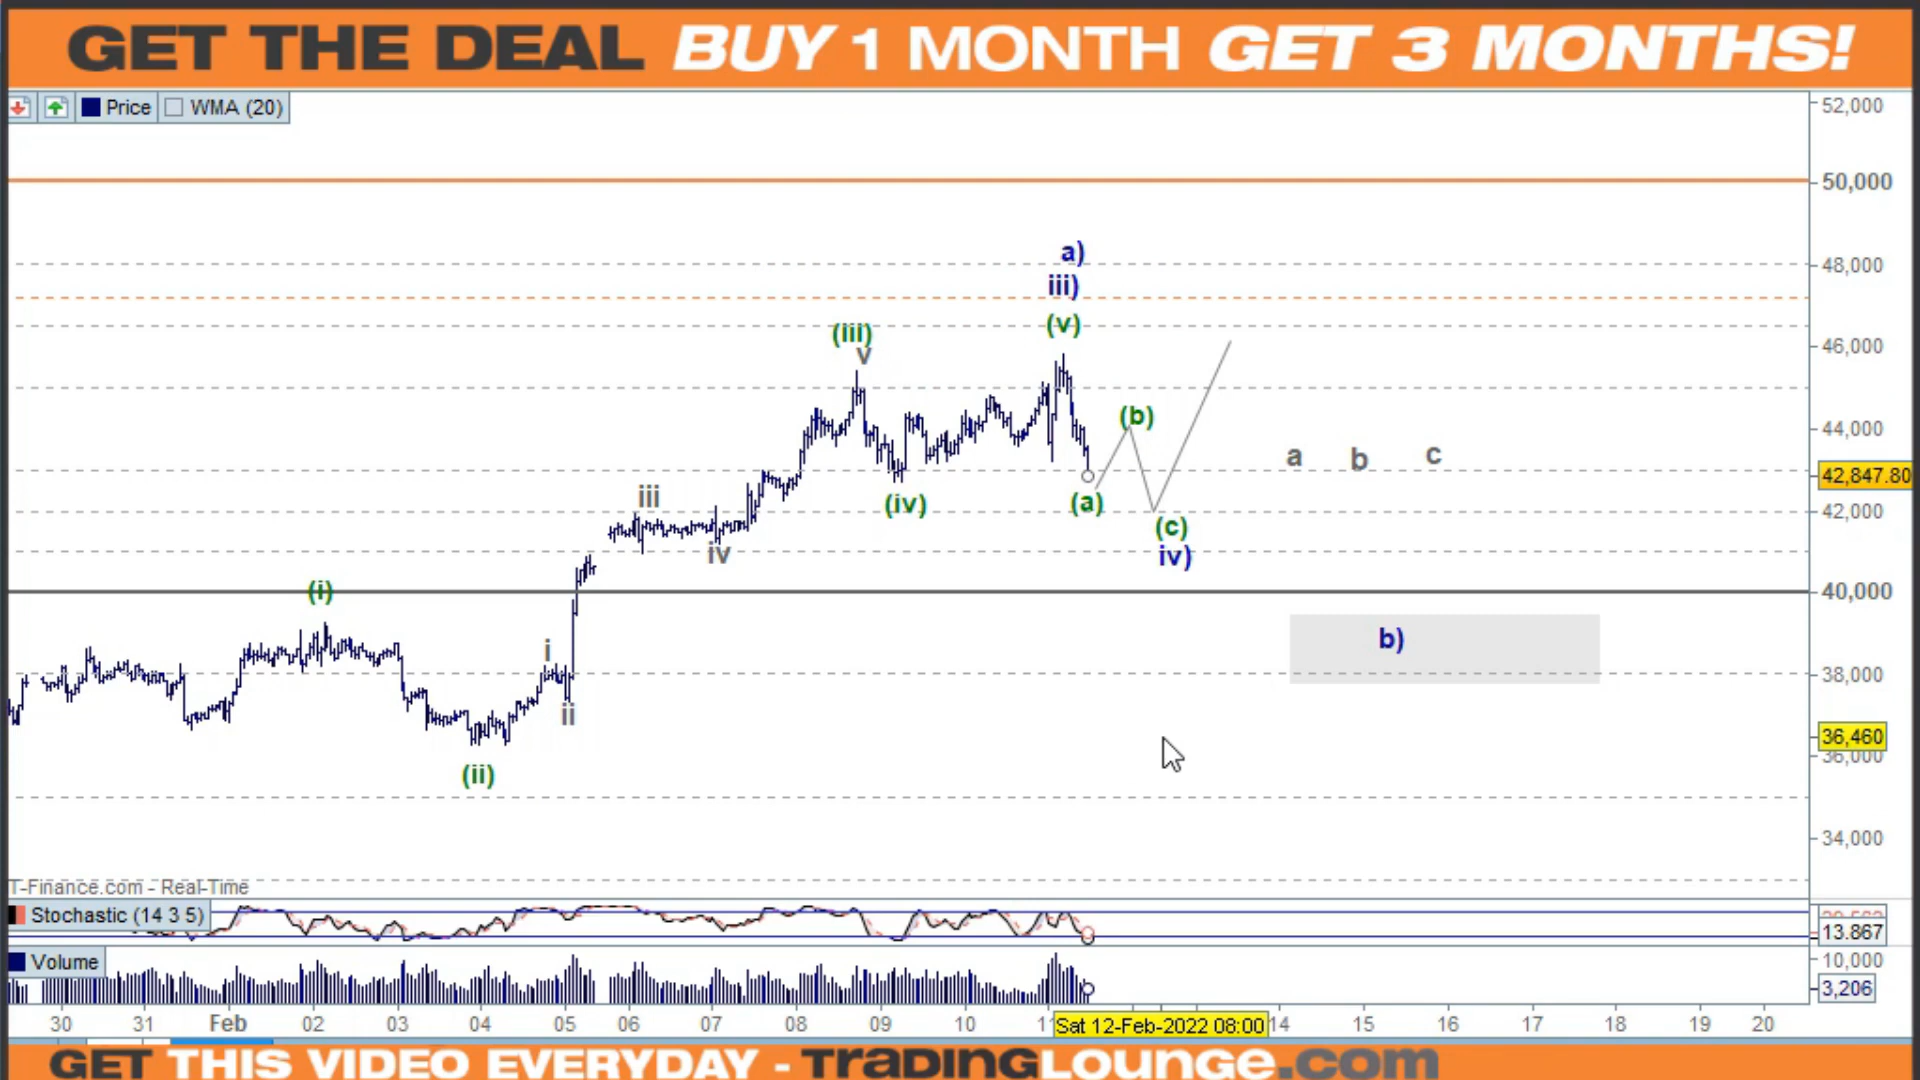 GET THE DEAL BUY 1 MONTH GET 3 MONTHS!
Price WMA (20)
52,000
50,000
a)
48,000
iii)
(v)
(iii)
v
46,000
(b)
44,000
a b c
42,847.80
iii
(iv)
(a)
42,000
(c)
iv
iv)
(i)
40,000
i
b)
38,000
ii
36,460
36,000
(ii)
34,000
T-Finance.com - Real-Time
Stochastic (14 3 5)
13.867
Volume
10,000
3,206
30 31 Feb 02 03 04 05 06 07 08 09 10 Sat 12-Feb-2022 08:00 14 15 16 17 18 19 20
GET THIS VIDEO EVERYDAY - TRADINGLOUNGE.COM